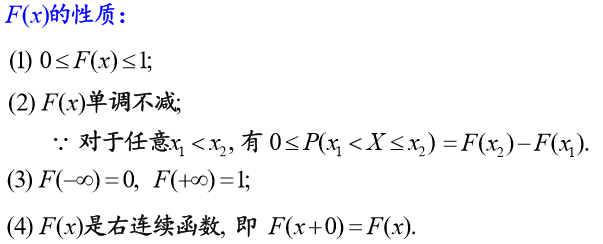 F(x)的性质：
(1) 0≤F(x)≤1;
(2) F(x)单调不减;
∵ 对于任意x₁<x₂, 有 0≤P(x₁<X≤x₂)=F(x₂)−F(x₁).
(3) F(−∞)=0, F(+∞)=1;
(4) F(x)是右连续函数, 即 F(x+0)=F(x).